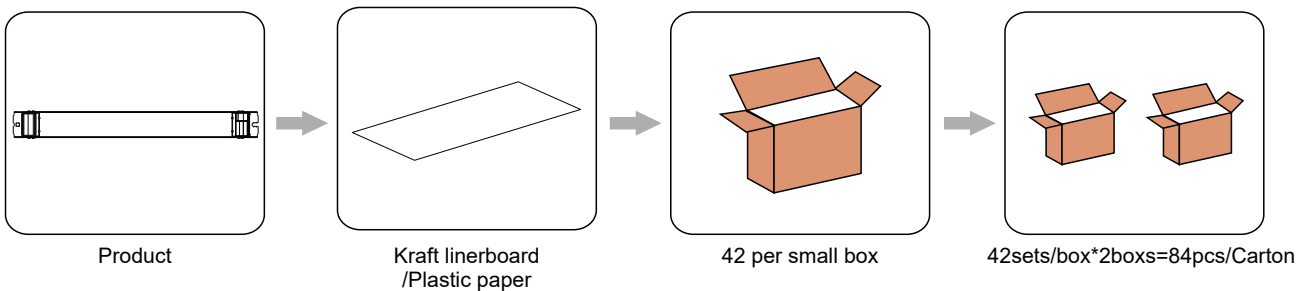 Product
Kraft linerboard
/Plastic paper
42 per small box
42sets/box*2boxs=84pcs/Carton